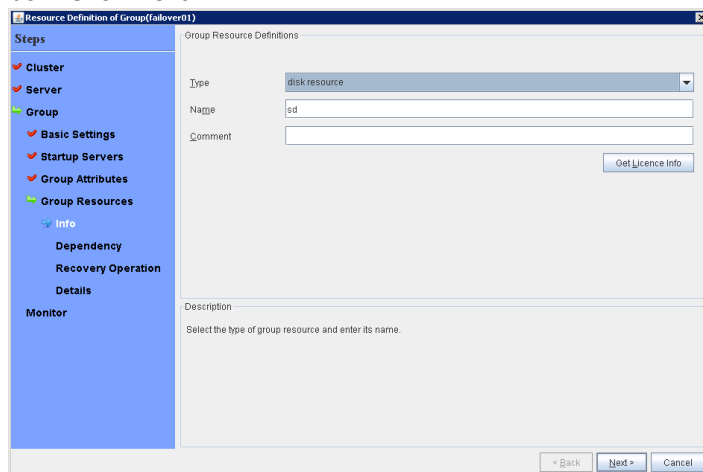 Resource Definition of Group(failover01)
Steps
Cluster
Server
Group
Basic Settings
Startup Servers
Group Attributes
Group Resources
Info
Dependency
Recovery Operation
Details
Monitor
Group Resource Definitions
Type
disk resource
Name
sd
Comment
Get Licence Info
Description
Select the type of group resource and enter its name.
< Back
Next >
Cancel